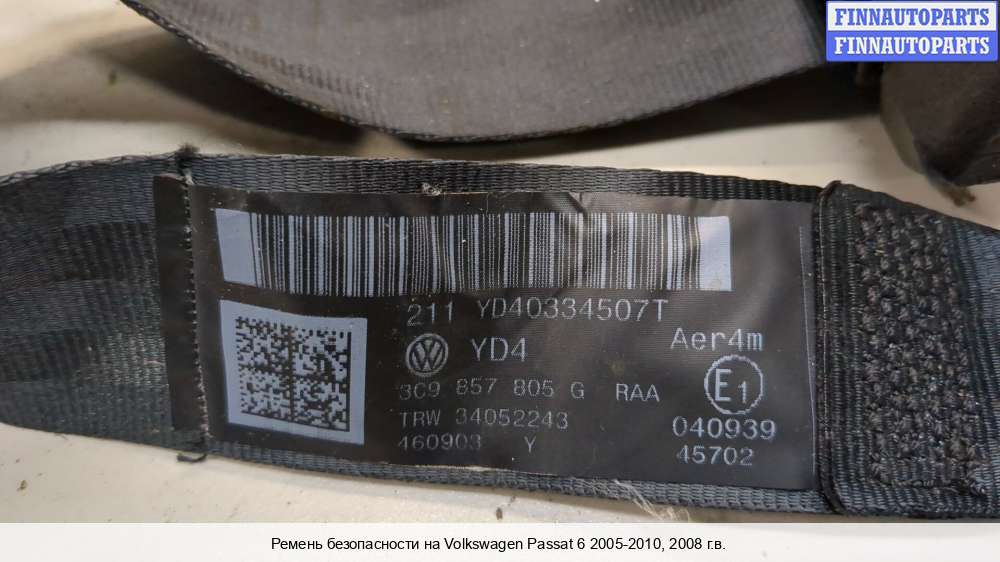 FINNAUTOPARTS
FINNAUTOPARTS
211 YD40334507T
YD4 Aer4m
3C9 857 805 G RAA E1
TRW 34052243 040939
460903 Y 45702
Ремень безопасности на Volkswagen Passat 6 2005-2010, 2008 г.в.